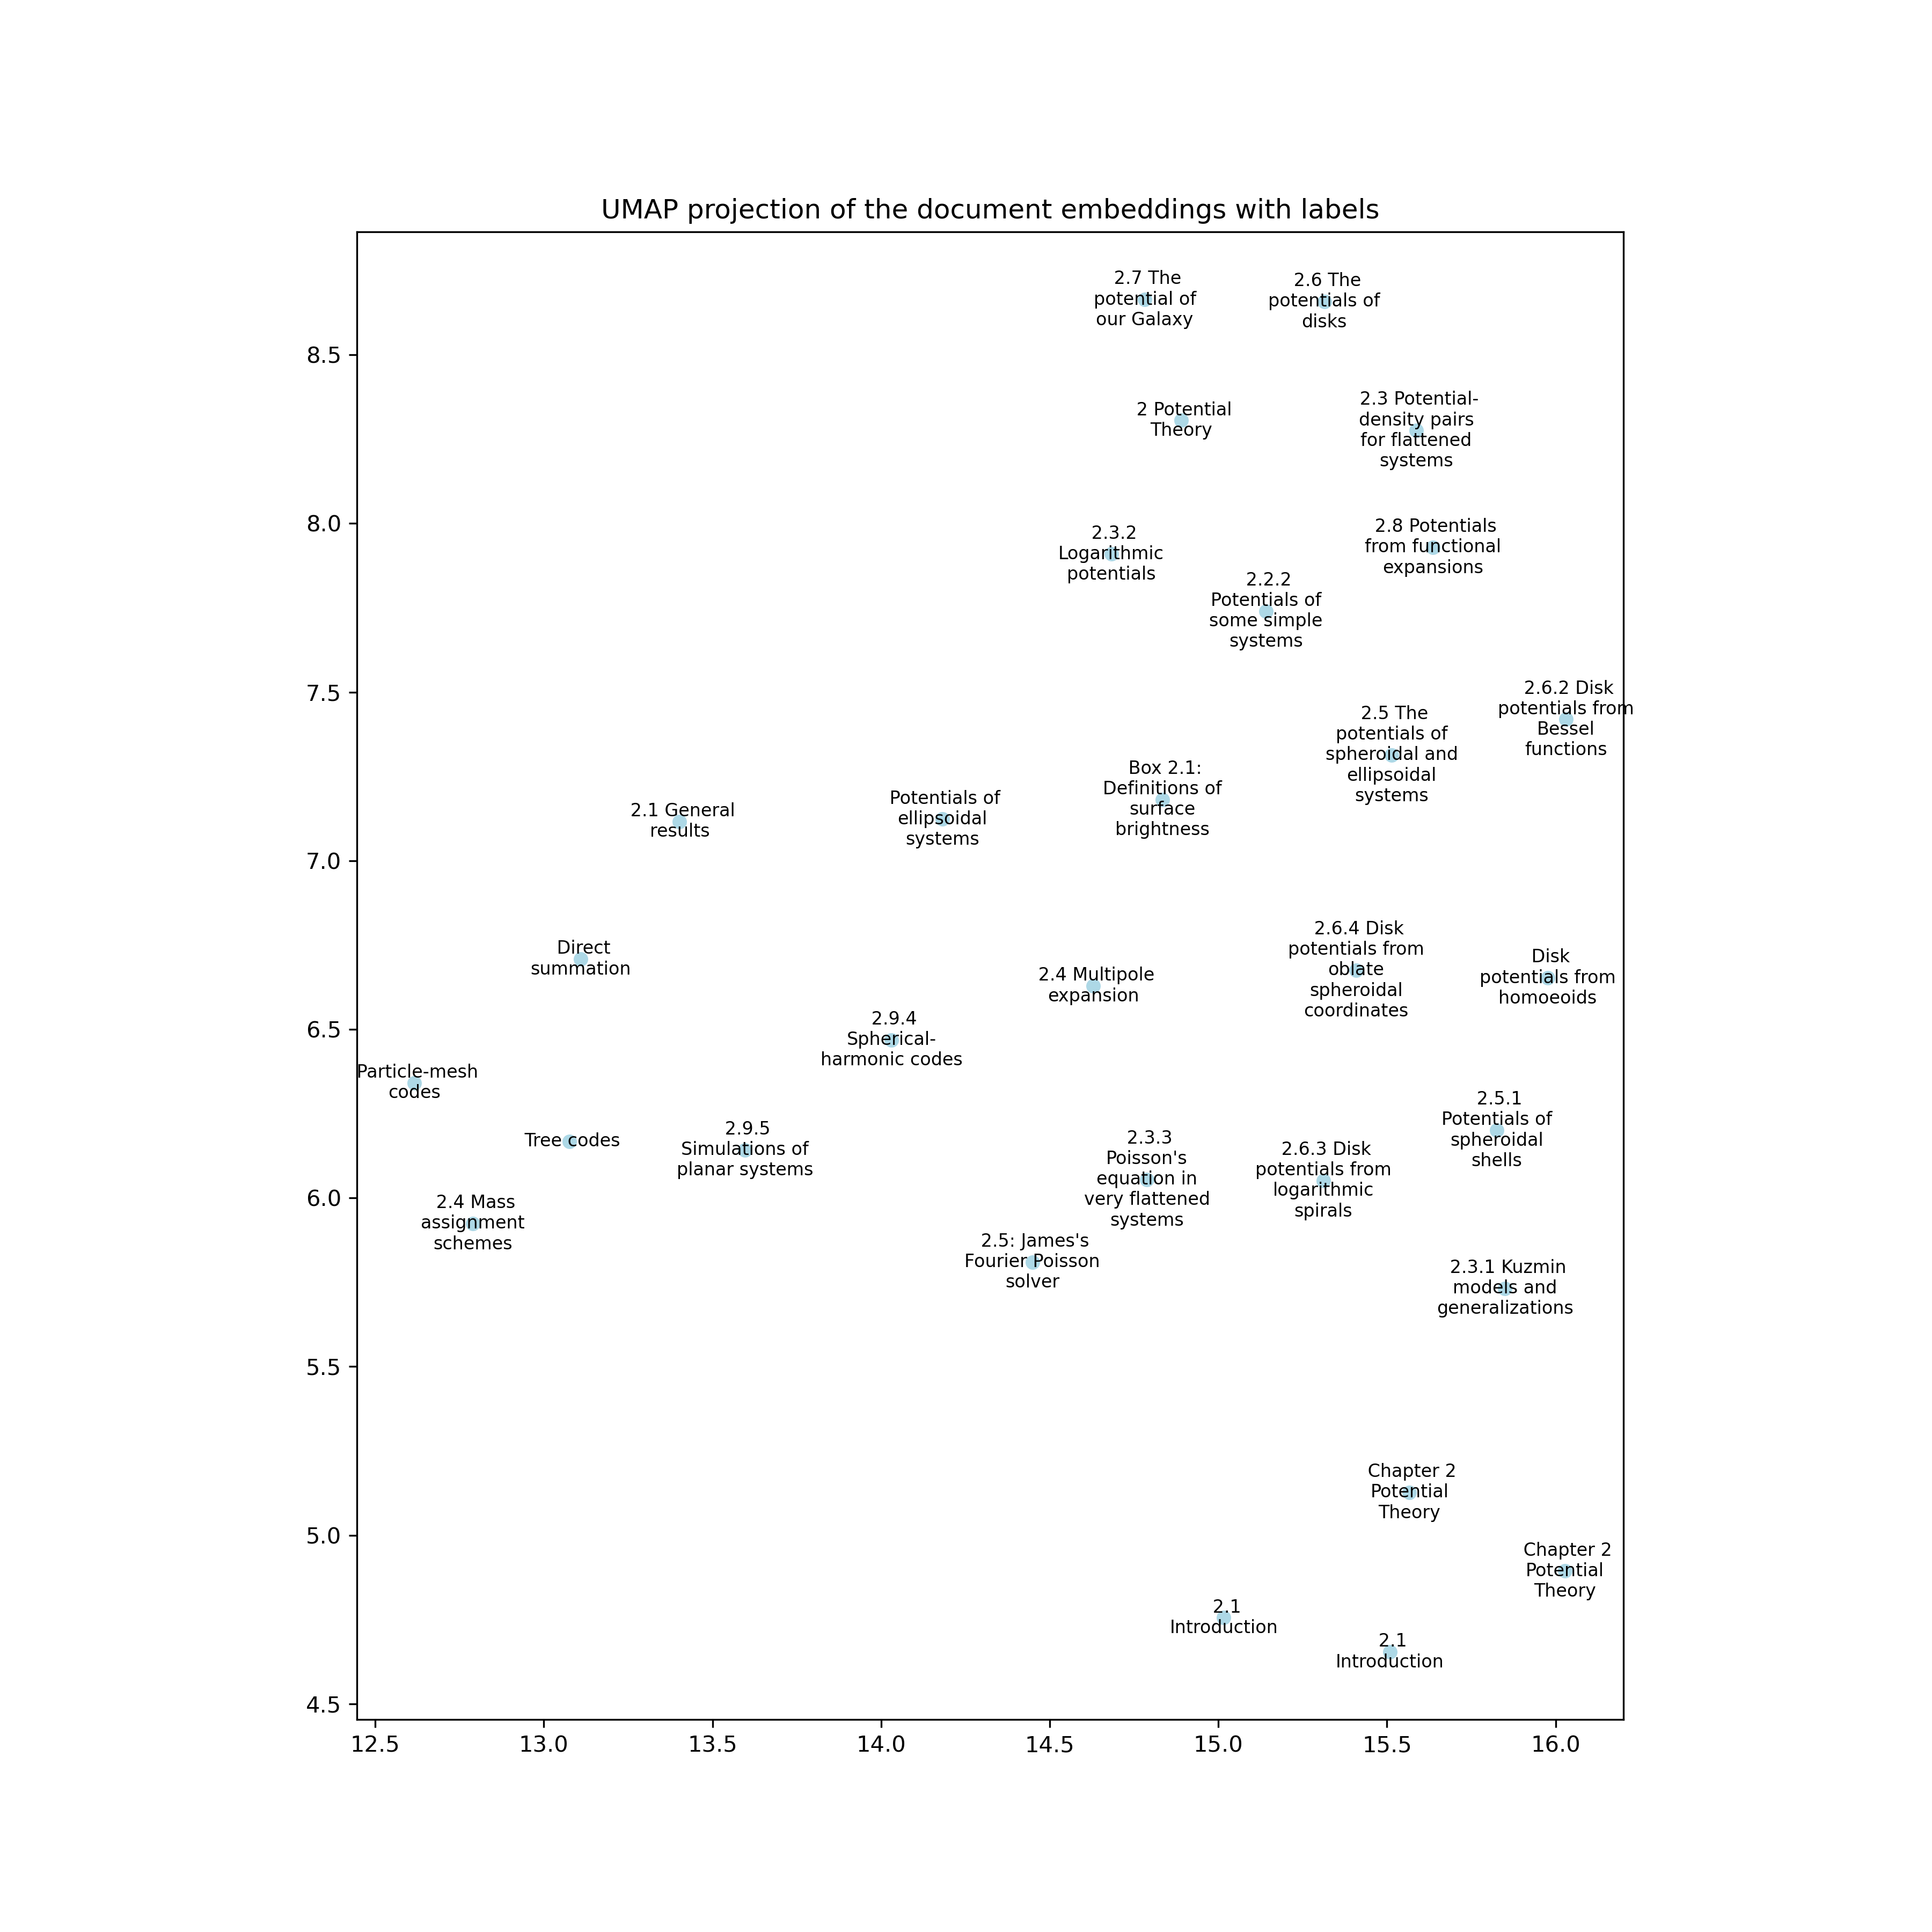 UMAP projection of the document embeddings with labels
2.7 The
potential of
our Galaxy
2.6 The
potentials of
disks
8.5
2 Potential
Theory
2.3 Potential-
density pairs
for flattened
systems
8.0
2.3.2
Logarithmic
potentials
2.8 Potentials
from functional
expansions
2.2.2
Potentials of
some simple
systems
7.5
2.6.2 Disk
potentials from
Bessel
functions
2.5 The
potentials of
spheroidal and
ellipsoidal
systems
Box 2.1:
Definitions of
surface
brightness
Potentials of
ellipsoidal
systems
2.1 General
results
7.0
2.6.4 Disk
potentials from
oblate
spheroidal
coordinates
Disk
potentials from
homoeoids
Direct
summation
2.4 Multipole
expansion
6.5
2.9.4
Spherical-
harmonic codes
Particle-mesh
codes
2.5.1
Potentials of
spheroidal
shells
Tree codes
2.9.5
Simulations of
planar systems
2.3.3
Poisson's
equation in
very flattened
systems
2.6.3 Disk
potentials from
logarithmic
spirals
6.0
2.4 Mass
assignment
schemes
2.5: James's
Fourier Poisson
solver
2.3.1 Kuzmin
models and
generalizations
5.5
Chapter 2
Potential
Theory
5.0
Chapter 2
Potential
Theory
2.1
Introduction
2.1
Introduction
4.5
12.5 13.0 13.5 14.0 14.5 15.0 15.5 16.0